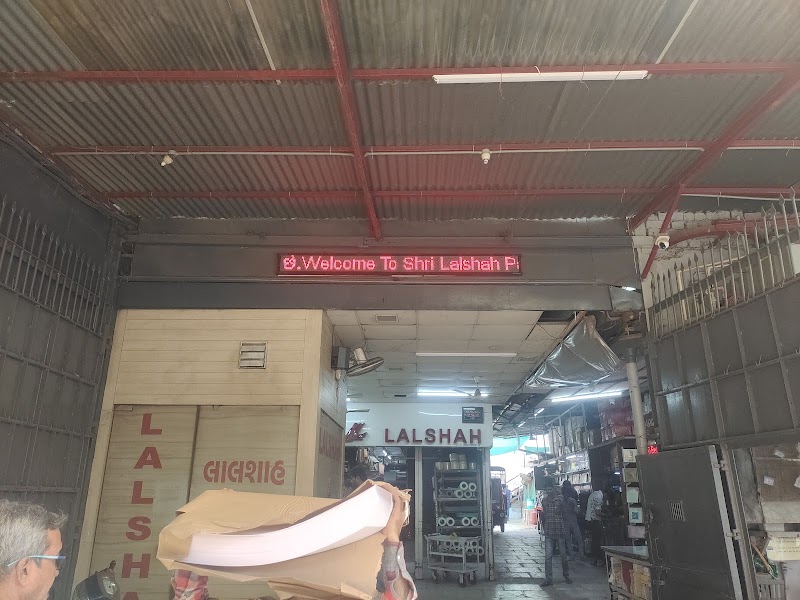 છે. Welcome To Shri Lalshah P
LALSHAH
લાલશાહ
LALSHA